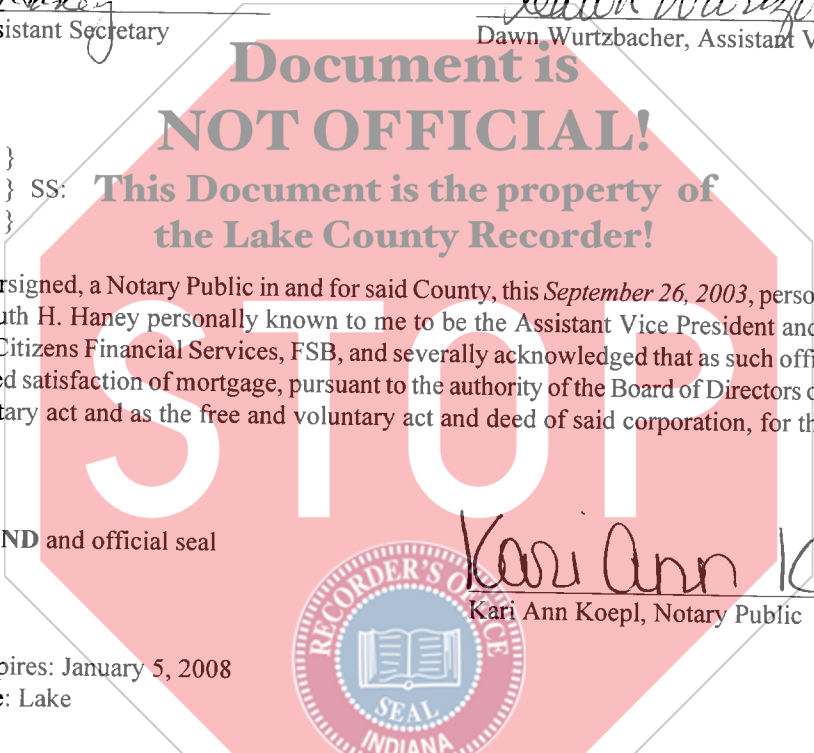 sistant Secretary
Dawn Wurtzbacher, Assistant V
Document is
NOT OFFICIAL!
}
} SS:
This Document is the property of
}
the Lake County Recorder!
rsigned, a Notary Public in and for said County, this September 26, 2003, perso
uth H. Haney personally known to me to be the Assistant Vice President and
Citizens Financial Services, FSB, and severally acknowledged that as such offi
ed satisfaction of mortgage, pursuant to the authority of the Board of Directors o
tary act and as the free and voluntary act and deed of said corporation, for th
STOP
ND and official seal
Kari Ann K
Kari Ann Koepl, Notary Public
RECORDER'S OFFICE
SEAL
INDIANA
pires: January 5, 2008
e: Lake